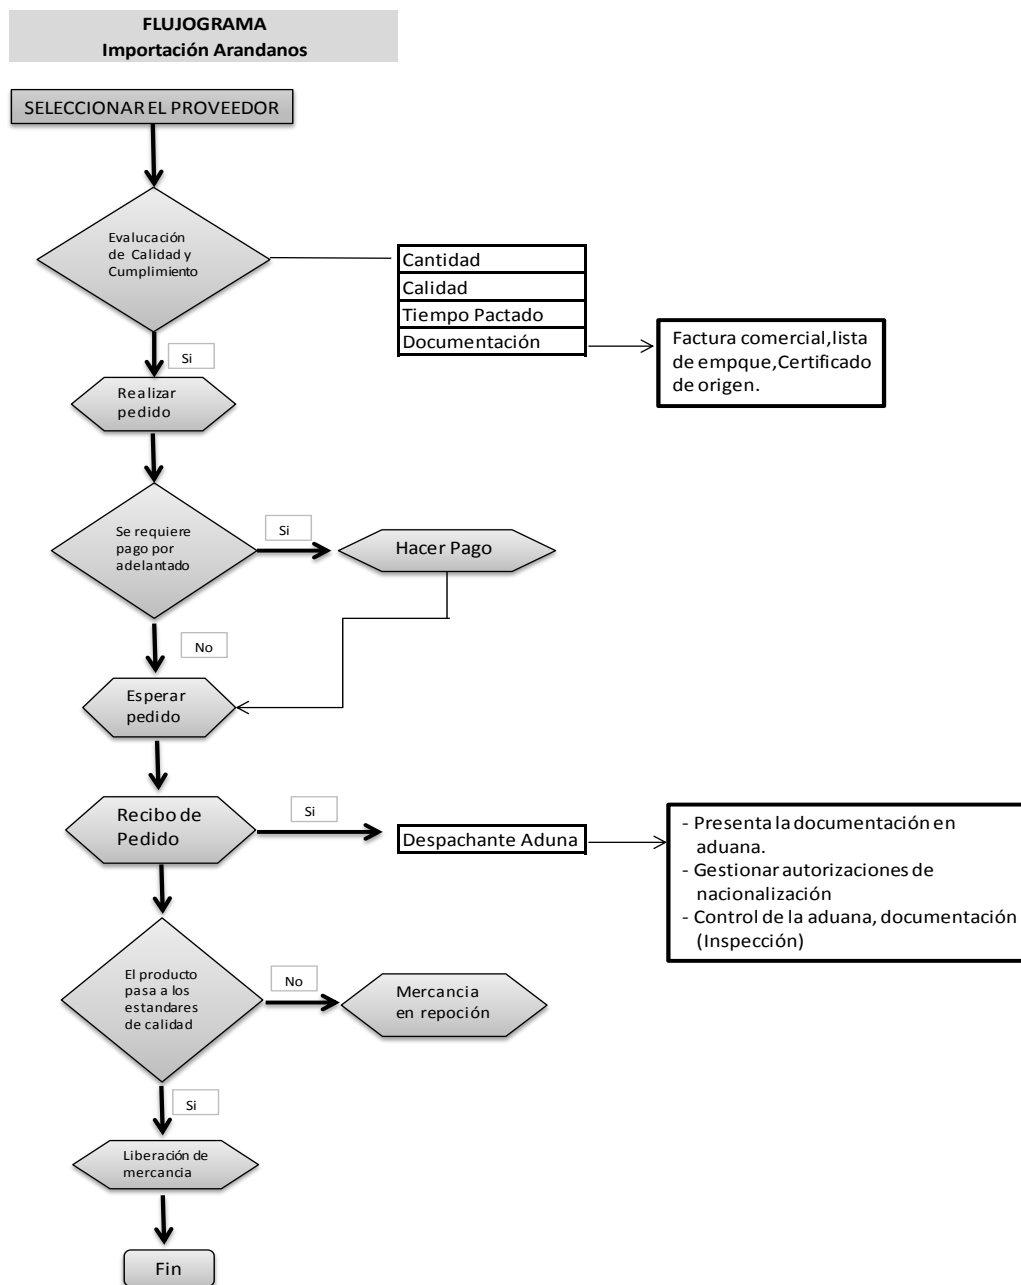 FLUJOGRAMA
Importación Arandanos
SELECCIONAR EL PROVEEDOR
Evalucación
de Calidad y
Cumplimíento
Cantidad
Calidad
Tiempo Pactado
Documentación
Factura comercial,lista
de empque,Certificado
de origen.
Si
Realizar
pedido
Se requiere
pago por
adelantado
Si
Hacer Pago
No
Esperar
pedido
Recibo de
Pedido
Si
Despachante Aduna
- Presenta la documentación en
aduana.
- Gestionar autorizaciones de
nacionalización
- Control de la aduana, documentación
(Inspección)
El producto
pasa a los
estandares
de calidad
No
Mercancia
en repoción
Si
Liberación de
mercancia
Fin